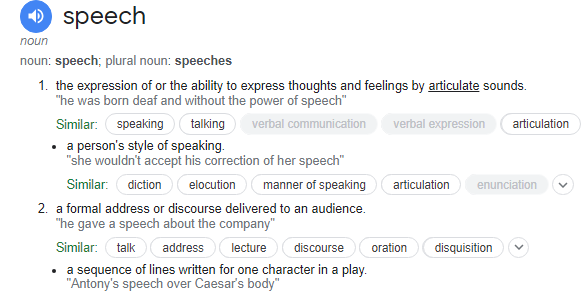 speech
noun
noun: speech; plural noun: speeches
1. the expression of or the ability to express thoughts and feelings by articulate sounds.
"he was born deaf and without the power of speech"
Similar: speaking talking verbal communication verbal expression articulation
• a person's style of speaking.
"she wouldn't accept his correction of her speech"
Similar: diction elocution manner of speaking articulation enunciation
2. a formal address or discourse delivered to an audience.
"he gave a speech about the company"
Similar: talk address lecture discourse oration disquisition
• a sequence of lines written for one character in a play.
"Antony's speech over Caesar's body"